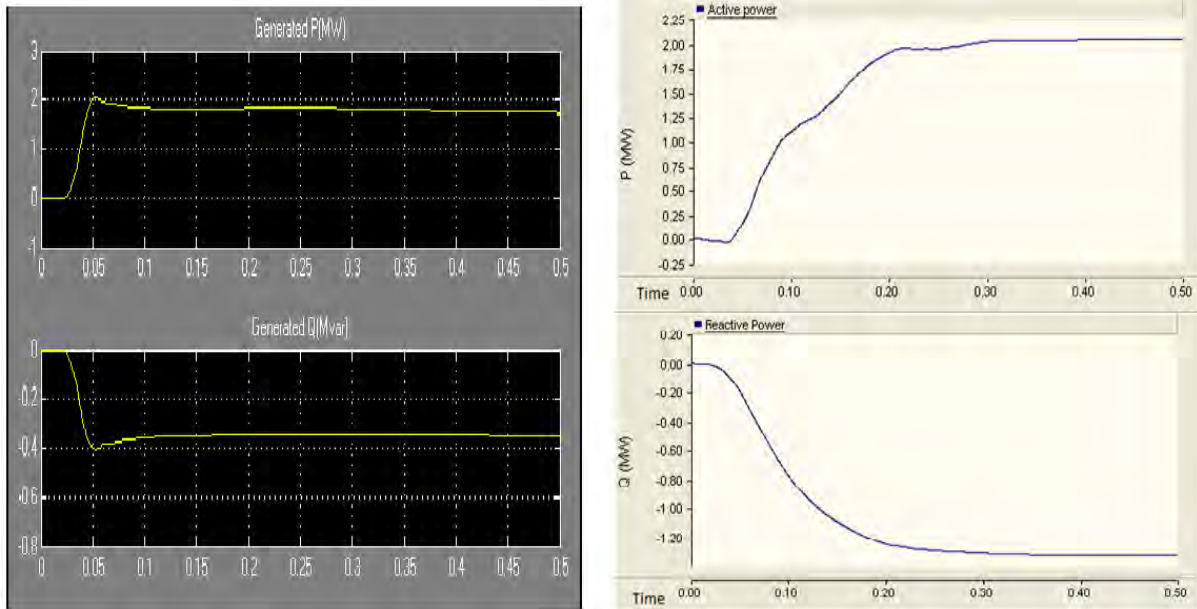 Generated P(MW)
3
2
1
0
-1
0 0.05 0.1 0.15 0.2 0.25 0.3 0.35 0.4 0.45 0.5
Generated Q(Mvar)
0
-0.2
-0.4
-0.6
-0.8
0 0.05 0.1 0.15 0.2 0.25 0.3 0.35 0.4 0.45 0.5
Active power
P (MW)
2.25
2.00
1.75
1.50
1.25
1.00
0.75
0.50
0.25
0.00
-0.25
Time 0.00 0.10 0.20 0.30 0.40 0.50
Reactive Power
Q (MW)
0.20
0.00
-0.20
-0.40
-0.60
-0.80
-1.00
-1.20
Time 0.00 0.10 0.20 0.30 0.40 0.50